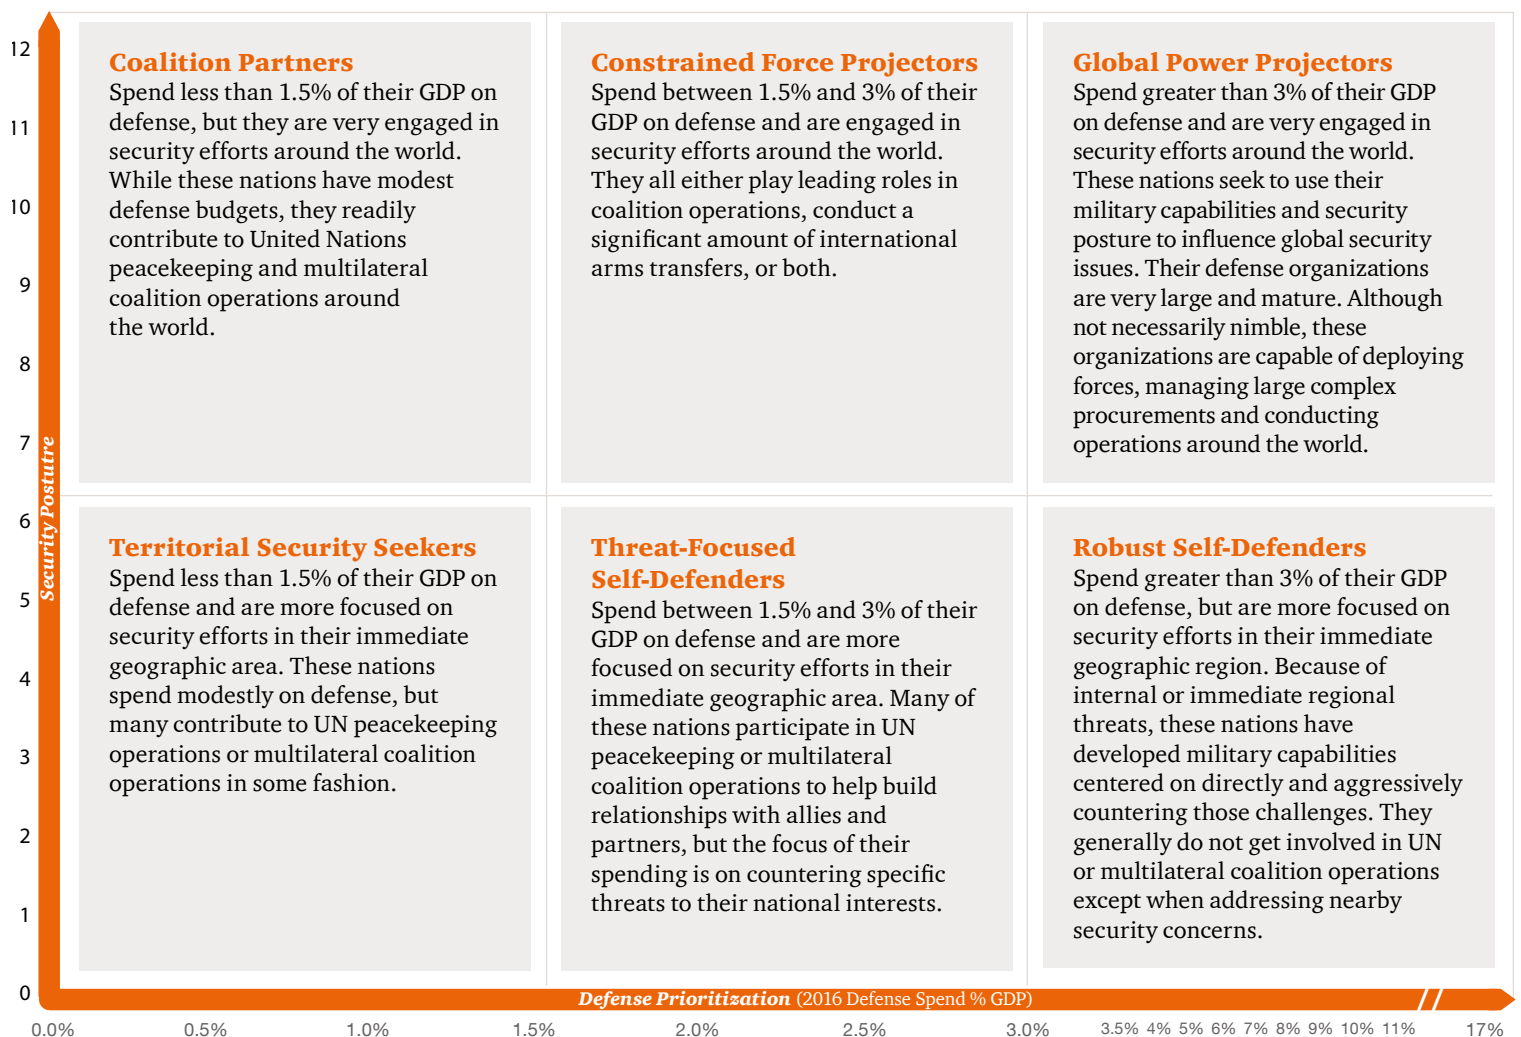 12
11
10
9
8
7
6
5
4
3
2
1
0
Security Postutre
Coalition Partners
Spend less than 1.5% of their GDP on
defense, but they are very engaged in
security efforts around the world.
While these nations have modest
defense budgets, they readily
contribute to United Nations
peacekeeping and multilateral
coalition operations around
the world.
Constrained Force Projectors
Spend between 1.5% and 3% of their
GDP on defense and are engaged in
security efforts around the world.
They all either play leading roles in
coalition operations, conduct a
significant amount of international
arms transfers, or both.
Global Power Projectors
Spend greater than 3% of their GDP
on defense and are very engaged in
security efforts around the world.
These nations seek to use their
military capabilities and security
posture to influence global security
issues. Their defense organizations
are very large and mature. Although
not necessarily nimble, these
organizations are capable of deploying
forces, managing large complex
procurements and conducting
operations around the world.
Territorial Security Seekers
Spend less than 1.5% of their GDP on
defense and are more focused on
security efforts in their immediate
geographic area. These nations
spend modestly on defense, but
many contribute to UN peacekeeping
operations or multilateral coalition
operations in some fashion.
Threat-Focused
Self-Defenders
Spend between 1.5% and 3% of their
GDP on defense and are more
focused on security efforts in their
immediate geographic area. Many of
these nations participate in UN
peacekeeping or multilateral
coalition operations to help build
relationships with allies and
partners, but the focus of their
spending is on countering specific
threats to their national interests.
Robust Self-Defenders
Spend greater than 3% of their GDP
on defense, but are more focused on
security efforts in their immediate
geographic region. Because of
internal or immediate regional
threats, these nations have
developed military capabilities
centered on directly and aggressively
countering those challenges. They
generally do not get involved in UN
or multilateral coalition operations
except when addressing nearby
security concerns.
Defense Prioritization (2016 Defense Spend % GDP)
0.0% 0.5% 1.0% 1.5% 2.0% 2.5% 3.0% 3.5% 4% 5% 6% 7% 8% 9% 10% 11% 17%